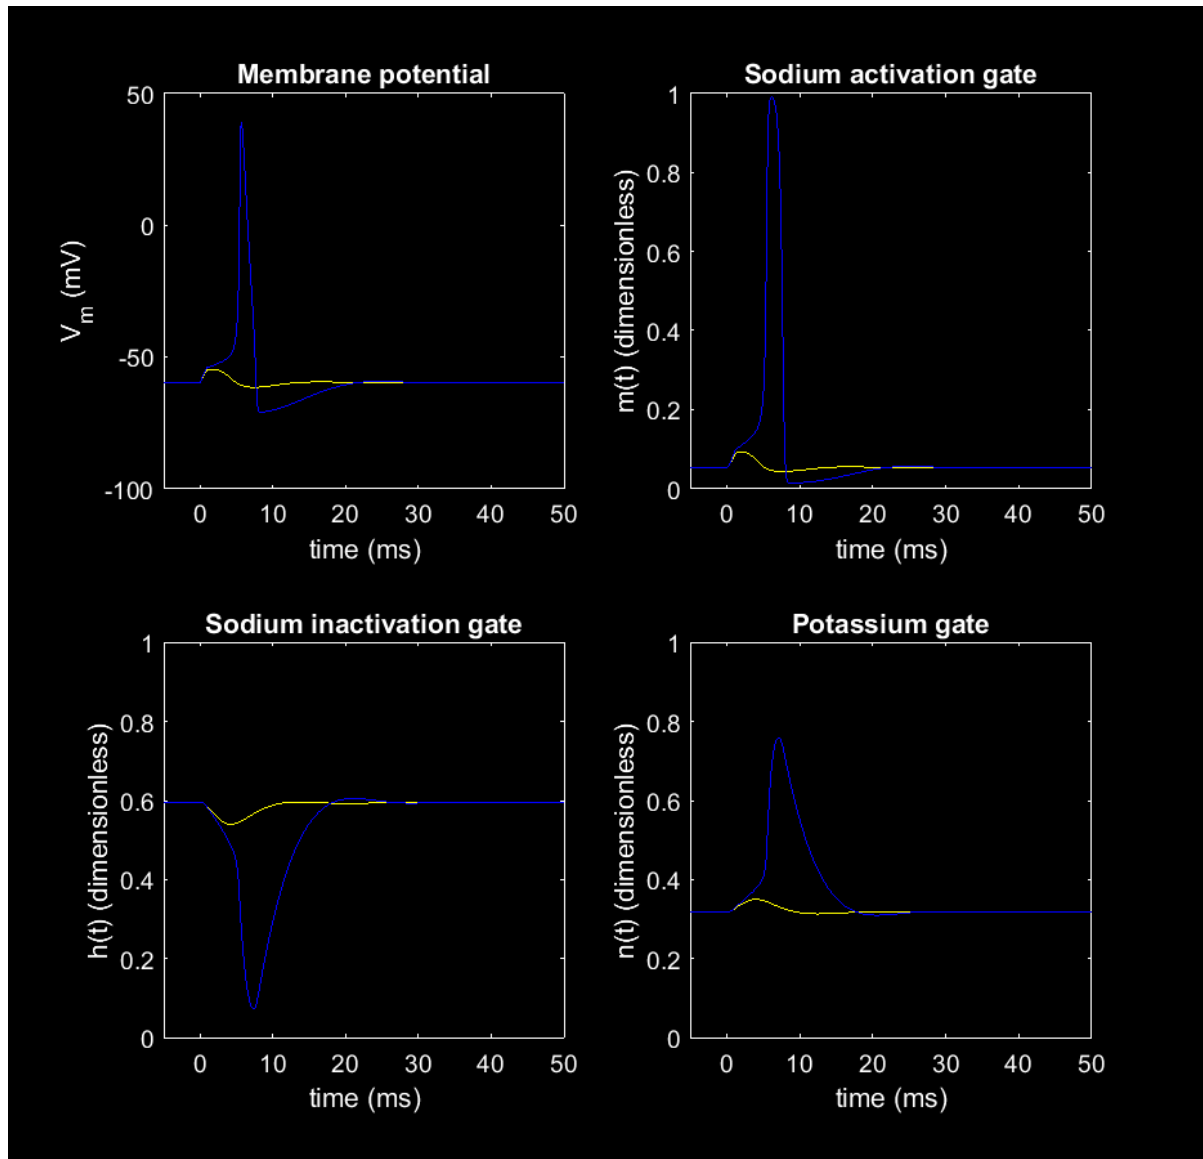 Membrane potential
50
0
-50
-100
V_m (mV)
0 10 20 30 40 50
time (ms)
Sodium activation gate
1
0.8
0.6
0.4
0.2
0
m(t) (dimensionless)
0 10 20 30 40 50
time (ms)
Sodium inactivation gate
1
0.8
0.6
0.4
0.2
0
h(t) (dimensionless)
0 10 20 30 40 50
time (ms)
Potassium gate
1
0.8
0.6
0.4
0.2
0
n(t) (dimensionless)
0 10 20 30 40 50
time (ms)